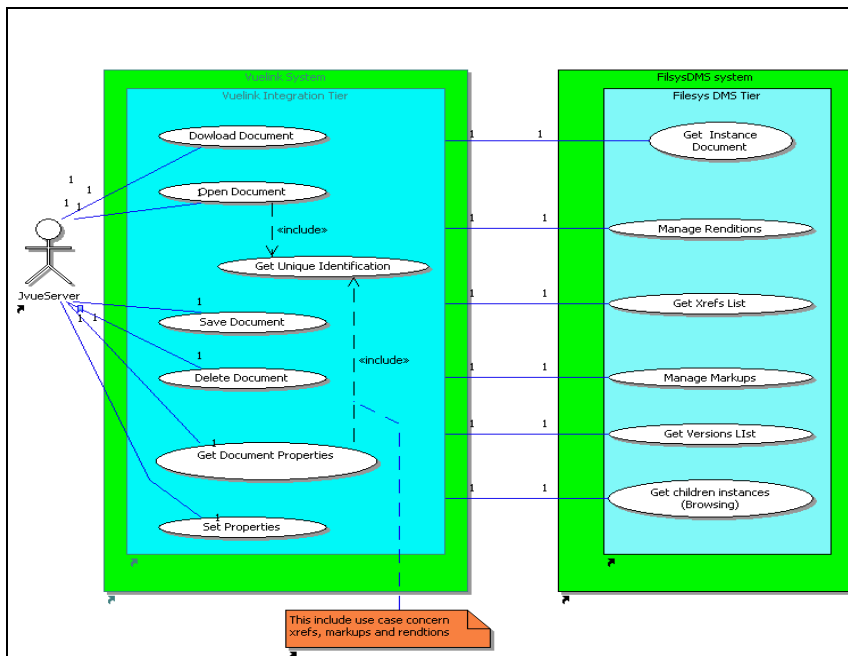 Vuelink System
Vuelink Integration Tier
Dowload Document
Open Document
«include»
Get Unique Identification
Save Document
«include»
Delete Document
Get Document Properties
Set Properties
JvueServer
1
1
1
1
1
1
1
1
1
1
1
FilsysDMS system
Filesys DMS Tier
1 1
Get Instance
Document
1 1
Manage Renditions
1 1
Get Xrefs List
1 1
Manage Markups
1 1
Get Versions LIst
1 1
Get children instances
(Browsing)
This include use case concern
xrefs, markups and rendtions